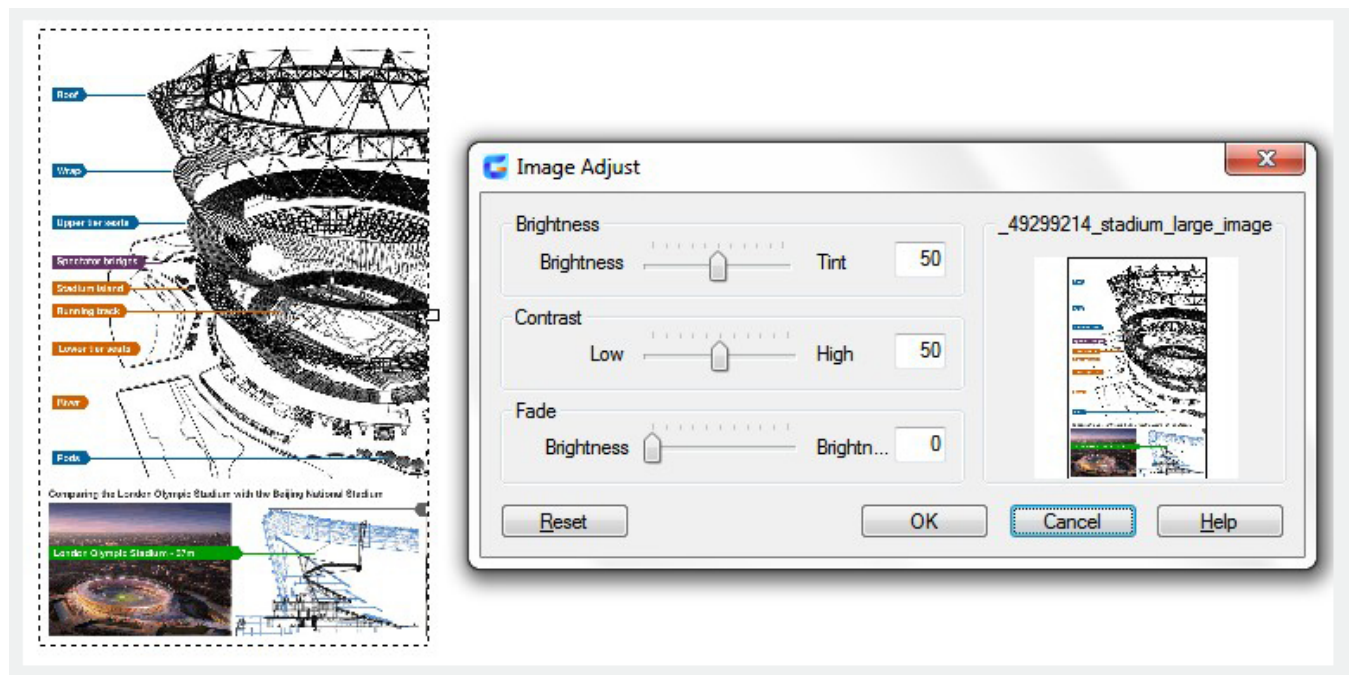 Roof
Wrap
Upper tier seats
Spectator bridges
Stadium island
Running track
Lower tier seats
River
Pods
Comparing the London Olympic Stadium with the Beijing National Stadium
London Olympic Stadium - 27m
Image Adjust
Brightness
Brightness Tint 50
Contrast
Low High 50
Fade
Brightness Brightn... 0
_49299214_stadium_large_image
Reset OK Cancel Help